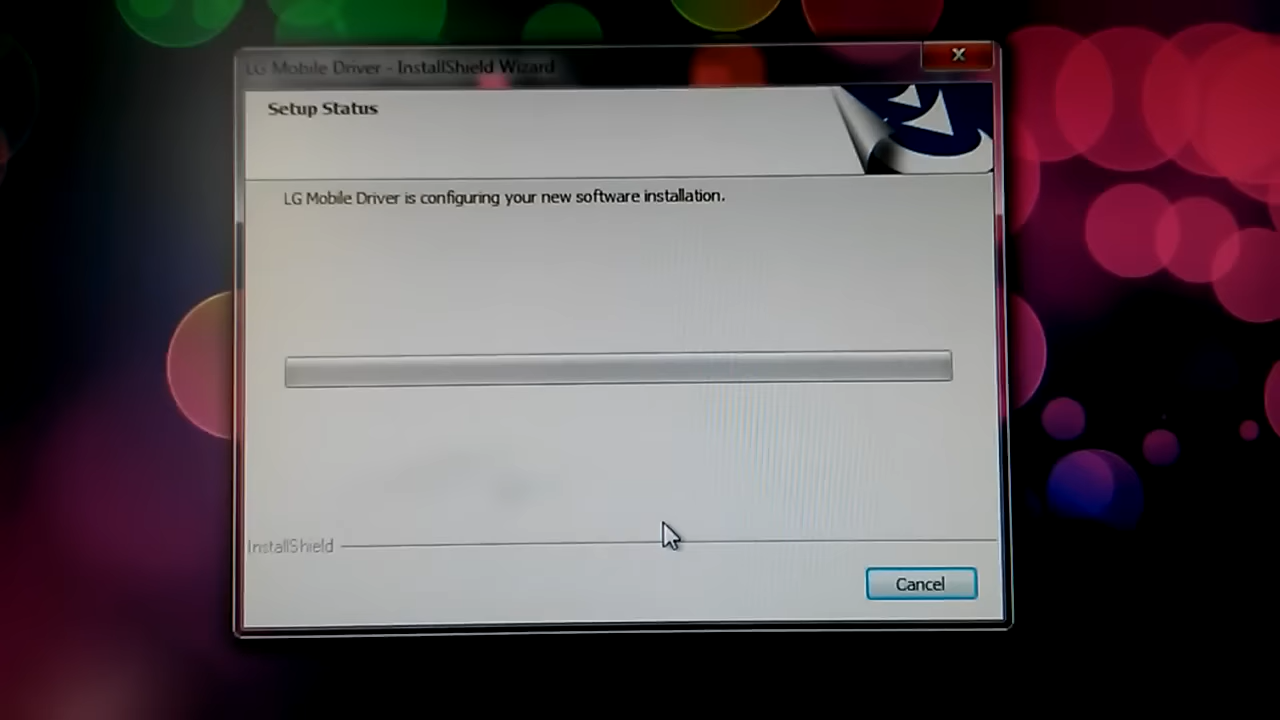 LG Mobile Driver - InstallShield Wizard
Setup Status
LG Mobile Driver is configuring your new software installation.
InstallShield
Cancel